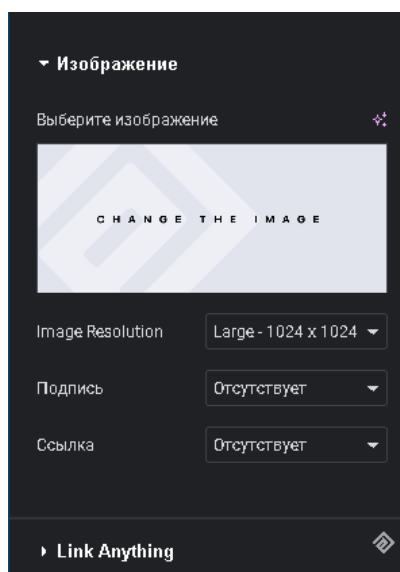 Изображение
Выберите изображение
CHANGE THE IMAGE
Image Resolution
Large - 1024 x 1024
Подпись
Отсутствует
Ссылка
Отсутствует
Link Anything